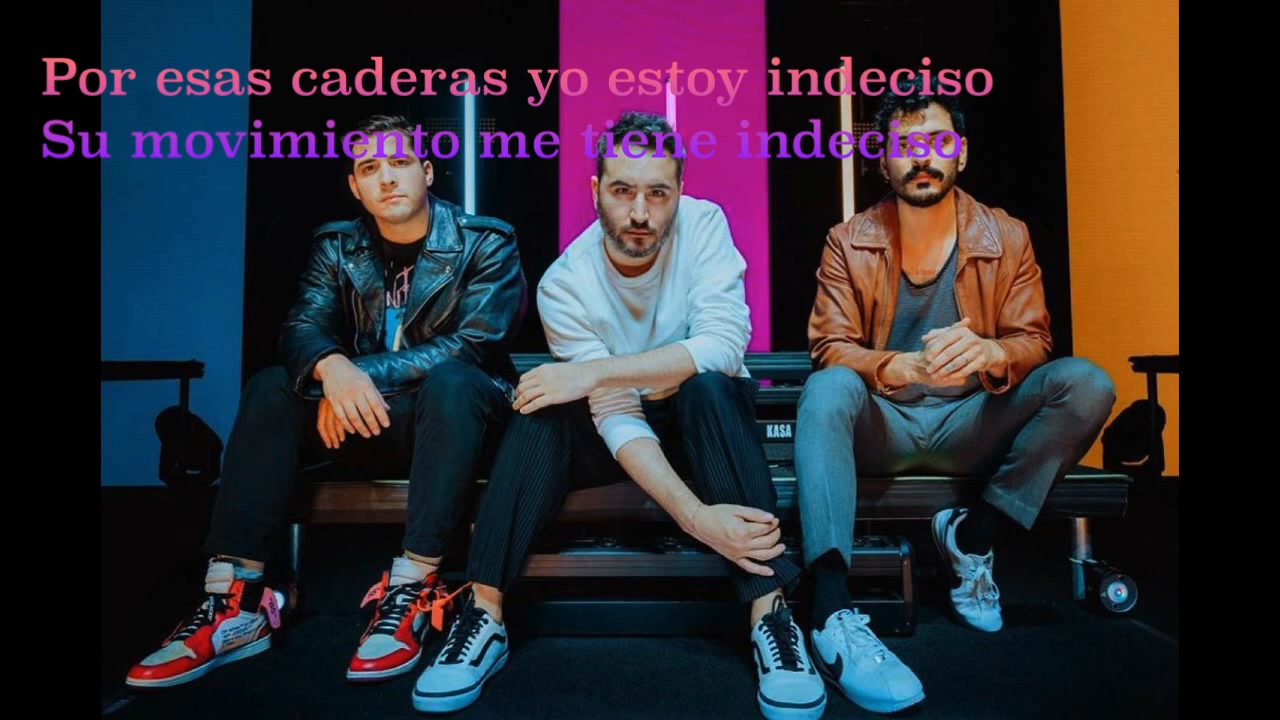 Por esas caderas yo estoy indeciso
Su movimiento me tiene indeciso
KASA